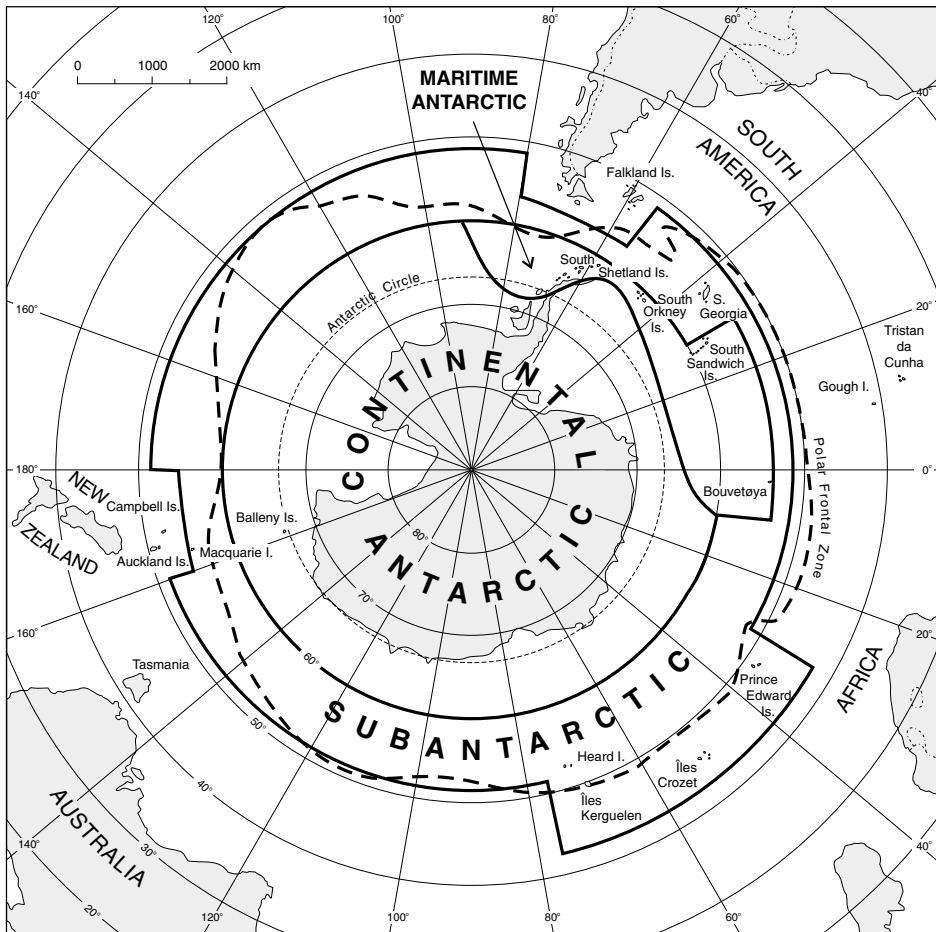 120°
100°
80°
60°
0 1000 2000 km
MARITIME
ANTARCTIC
140°
40°
SOUTH
AMERICA
Falkland Is.
South
Shetland Is.
Antarctic Circle
South
Orkney
Is.
S.
Georgia
160°
20°
Tristan
da
Cunha
South
Sandwich
Is.
Gough I.
CONTINENTAL
ANTARCTIC
180°
0°
NEW
ZEALAND
Campbell Is.
Auckland Is.
Macquarie I.
Balleny Is.
Bouvetøya
Polar Frontal Zone
80°
70°
60°
50°
40°
30°
20°
160°
20°
Tasmania
SUBANTARCTIC
Prince
Edward
Is.
AFRICA
Heard I.
Îles
Crozet
Îles
Kerguelen
AUSTRALIA
140°
40°
120°
100°
80°
60°